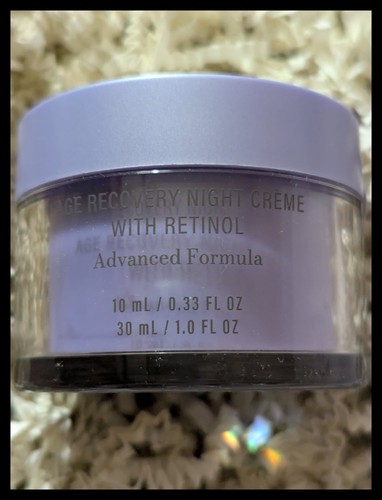 AGE RECOVERY NIGHT CREME
WITH RETINOL
Advanced Formula
10 mL / 0.33 FL OZ
30 mL / 1.0 FL OZ